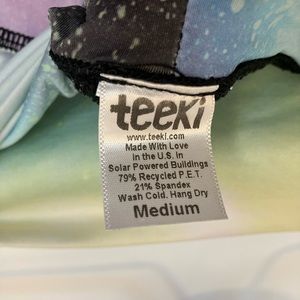 teeki
www.teeki.com
Made With Love
in the U.S. in
Solar Powered Buildings
79% Recycled P.E.T.
21% Spandex
Wash Cold. Hang Dry
Medium